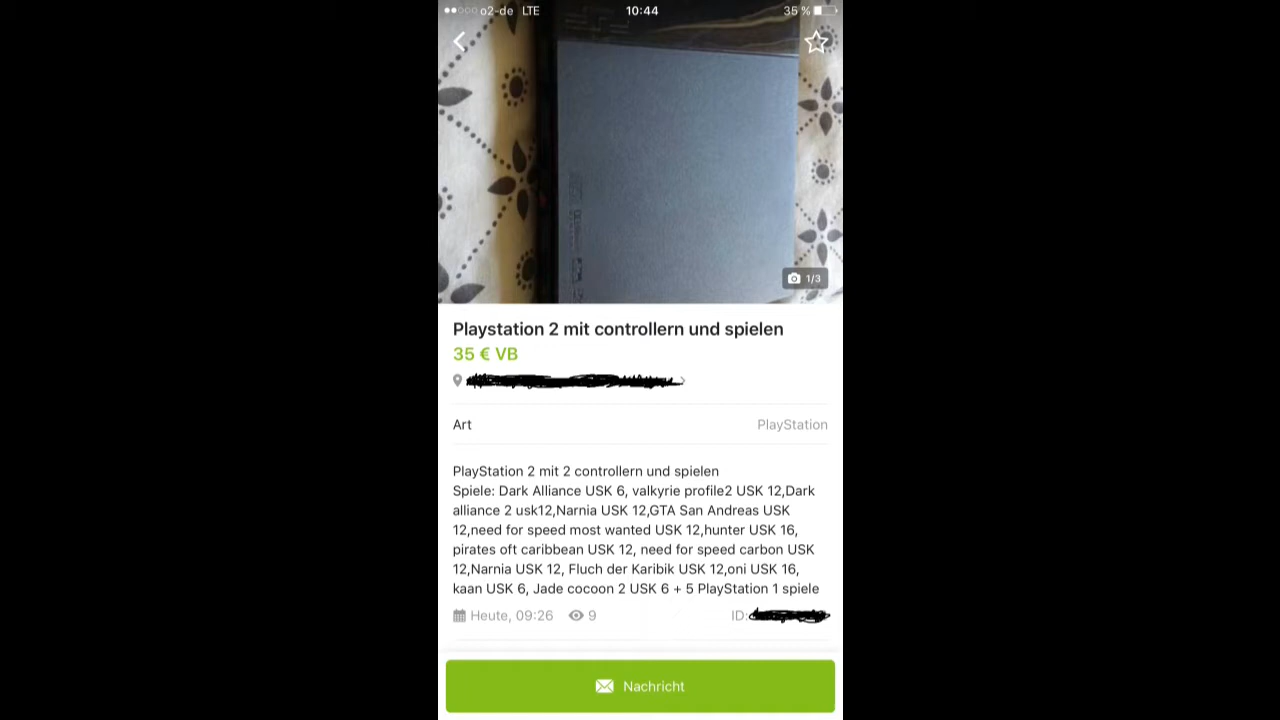 o2-de LTE 10:44 35 %
1/3
Playstation 2 mit controllern und spielen
35 € VB
Art PlayStation
PlayStation 2 mit 2 controllern und spielen
Spiele: Dark Alliance USK 6, valkyrie profile2 USK 12,Dark
alliance 2 usk12,Narnia USK 12,GTA San Andreas USK
12,need for speed most wanted USK 12,hunter USK 16,
pirates oft caribbean USK 12, need for speed carbon USK
12,Narnia USK 12, Fluch der Karibik USK 12,oni USK 16,
kaan USK 6, Jade cocoon 2 USK 6 + 5 PlayStation 1 spiele
Heute, 09:26 9 ID:
Nachricht